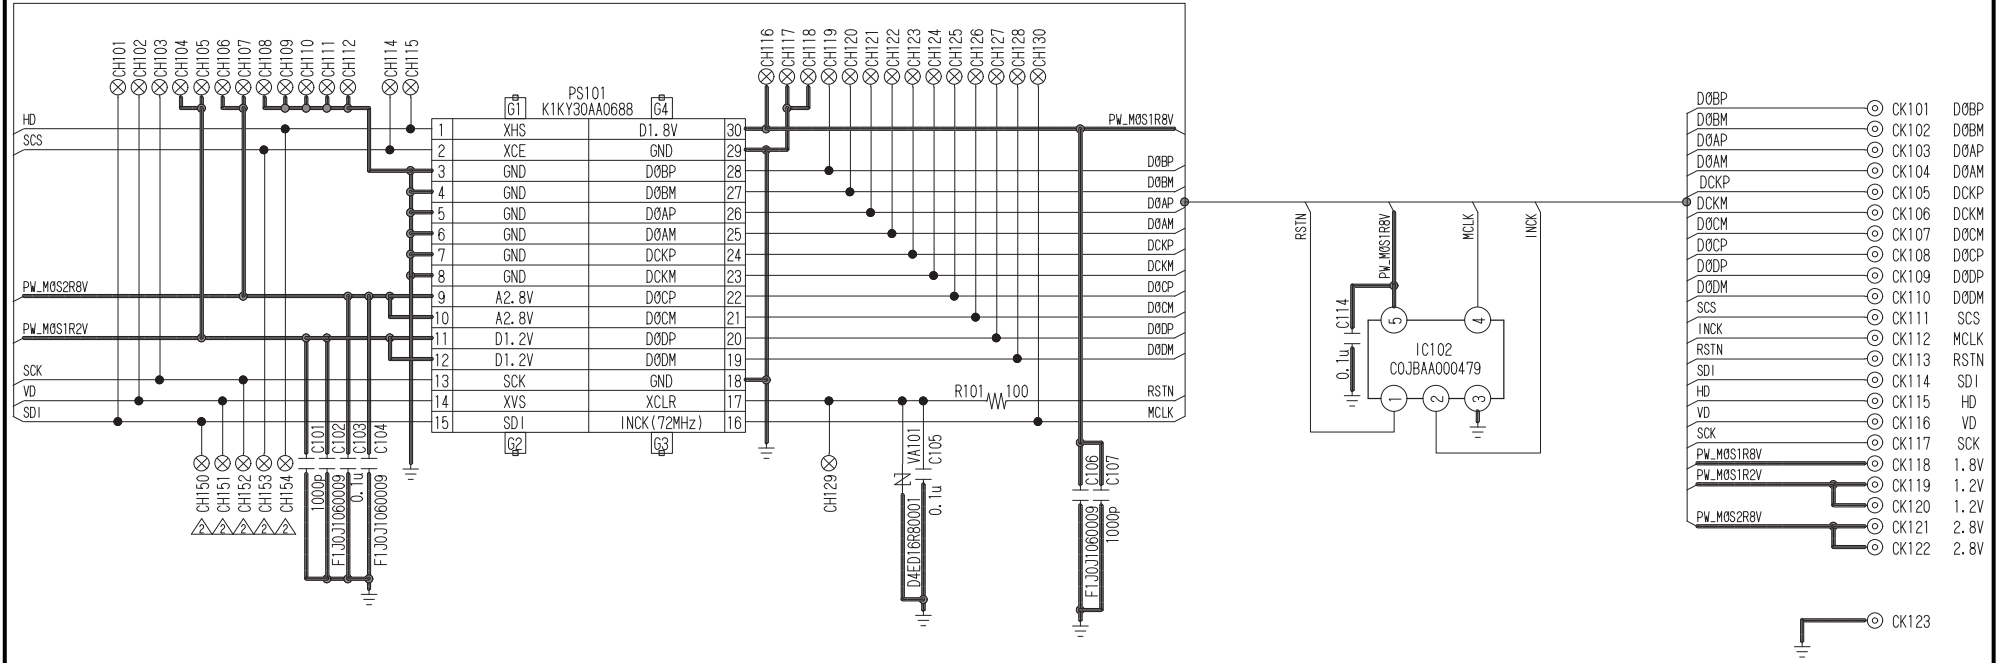 CH101
CH102
CH103
CH104
CH105
CH106
CH107
CH108
CH109
CH110
CH111
CH112
CH114
CH115
CH116
CH117
CH118
CH119
CH120
CH121
CH122
CH123
CH124
CH125
CH126
CH127
CH128
CH130
PS101
K1KY30AA0688
G1
G4
HD
SCS
PW_MØS2R8V
PW_MØS1R2V
SCK
VD
SDI
1 XHS D1.8V 30
2 XCE GND 29
3 GND DØBP 28
4 GND DØBM 27
5 GND DØAP 26
6 GND DØAM 25
7 GND DCKP 24
8 GND DCKM 23
9 A2.8V DØCP 22
10 A2.8V DØCM 21
11 D1.2V DØDP 20
12 D1.2V DØDM 19
13 SCK GND 18
14 XVS XCLR 17
15 SDI INCK(72MHz) 16
G2
G3
PW_MØS1R8V
DØBP
DØBM
DØAP
DØAM
DCKP
DCKM
DØCP
DØCM
DØDP
DØDM
RSTN
MCLK
R101 100
CH150
CH151
CH152
CH153
CH154
2
2
2
2
2
C101
1000p
C102
F1J0J1060009
C103
0.1u
C104
F1J0J1060009
CH129
VA101
D4ED16R80001
C105
0.1u
C106
F1J0J1060009
C107
1000p
RSTN
PW_MØS1R8V
MCLK
INCK
C114
0.1u
5
4
IC102
C0JBAA000479
1
2
3
DØBP CK101 DØBP
DØBM CK102 DØBM
DØAP CK103 DØAP
DØAM CK104 DØAM
DCKP CK105 DCKP
DCKM CK106 DCKM
DØCM CK107 DØCM
DØCP CK108 DØCP
DØDP CK109 DØDP
DØDM CK110 DØDM
SCS CK111 SCS
INCK CK112 MCLK
RSTN CK113 RSTN
SDI CK114 SDI
HD CK115 HD
VD CK116 VD
SCK CK117 SCK
PW_MØS1R8V CK118 1.8V
PW_MØS1R2V CK119 1.2V
CK120 1.2V
PW_MØS2R8V CK121 2.8V
CK122 2.8V
CK123